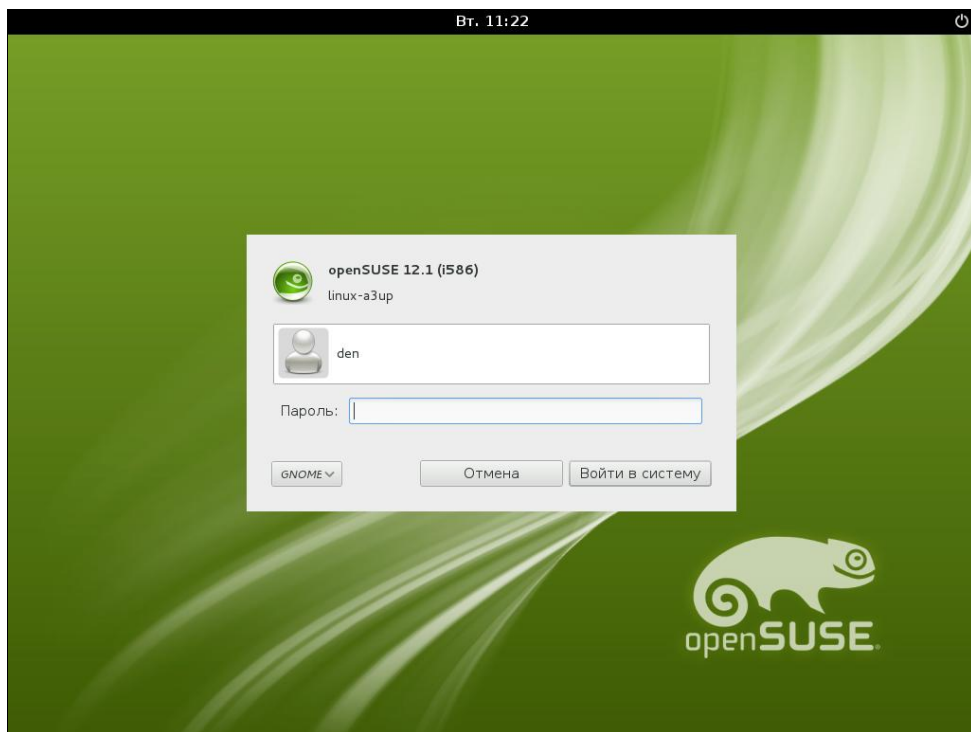 Вт. 11:22
openSUSE 12.1 (i586)
linux-a3up
den
Пароль:
GNOME
Отмена
Войти в систему
openSUSE